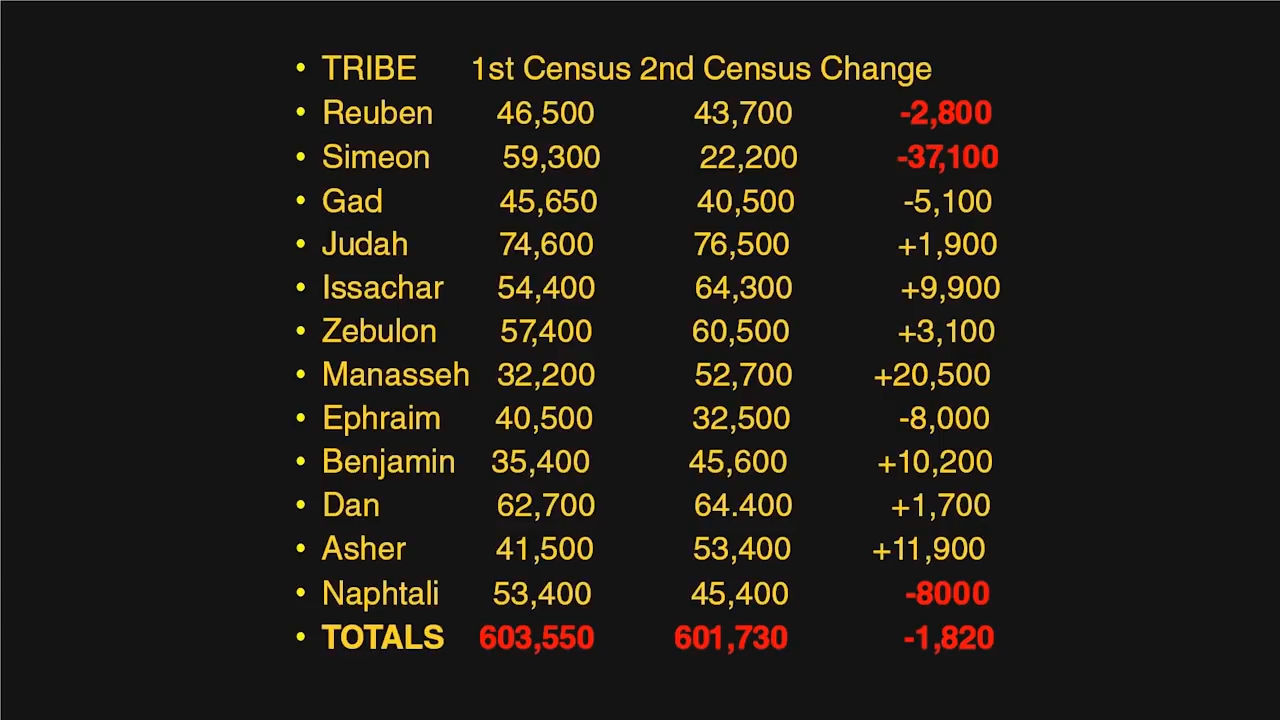 • TRIBE 1st Census 2nd Census Change
• Reuben 46,500 43,700 -2,800
• Simeon 59,300 22,200 -37,100
• Gad 45,650 40,500 -5,100
• Judah 74,600 76,500 +1,900
• Issachar 54,400 64,300 +9,900
• Zebulon 57,400 60,500 +3,100
• Manasseh 32,200 52,700 +20,500
• Ephraim 40,500 32,500 -8,000
• Benjamin 35,400 45,600 +10,200
• Dan 62,700 64.400 +1,700
• Asher 41,500 53,400 +11,900
• Naphtali 53,400 45,400 -8000
• TOTALS 603,550 601,730 -1,820